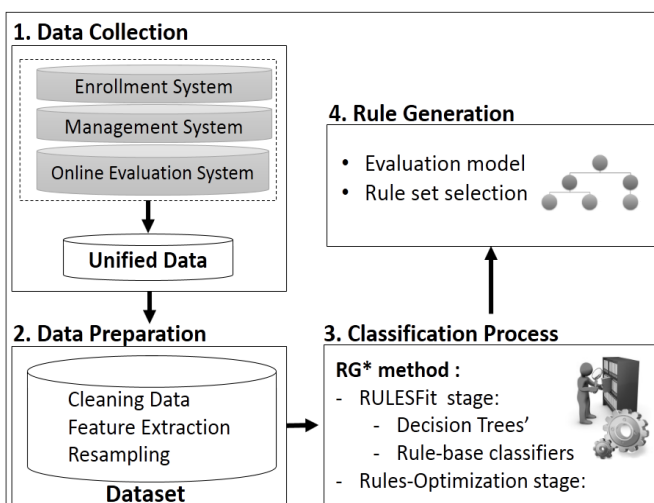 1. Data Collection
Enrollment System
Management System
Online Evaluation System
Unified Data
2. Data Preparation
Cleaning Data
Feature Extraction
Resampling
Dataset
3. Classification Process
RG* method :
- RULESFit stage:
- Decision Trees’
- Rule-base classifiers
- Rules-Optimization stage:
4. Rule Generation
• Evaluation model
• Rule set selection